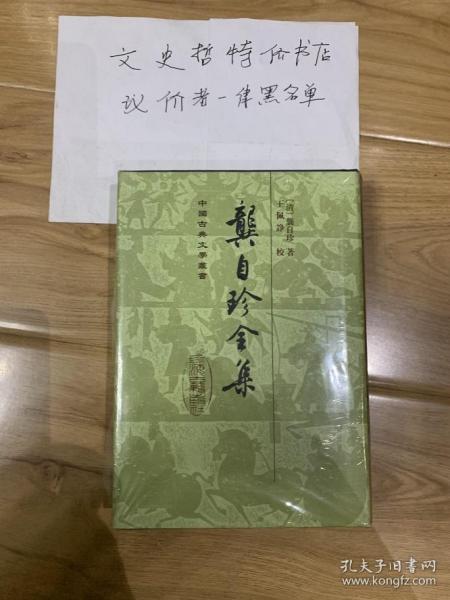 文史哲特价书店
议价者一律黑名单
中國古典文學叢書
龔自珍全集
[清]龔自珍 著
王佩諍 校
孔夫子旧书网
www.kongfz.com